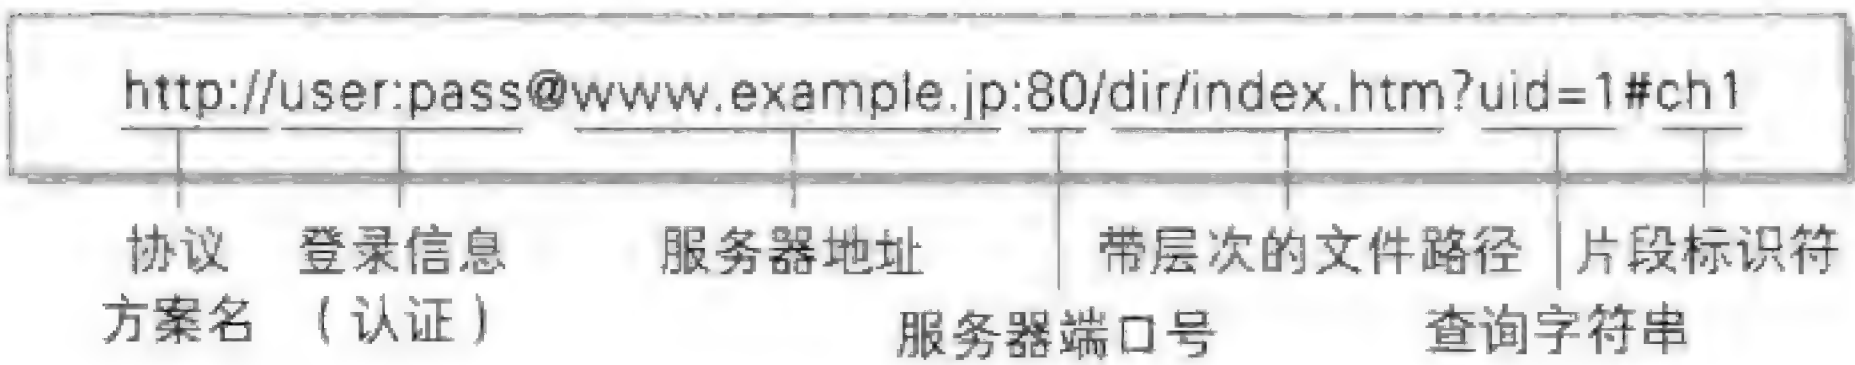 http://user:pass@www.example.jp:80/dir/index.htm?uid=1#ch1
协议 登录信息 服务器地址 带层次的文件路径 片段标识符
方案名 （认证） 服务器端口号 查询字符串